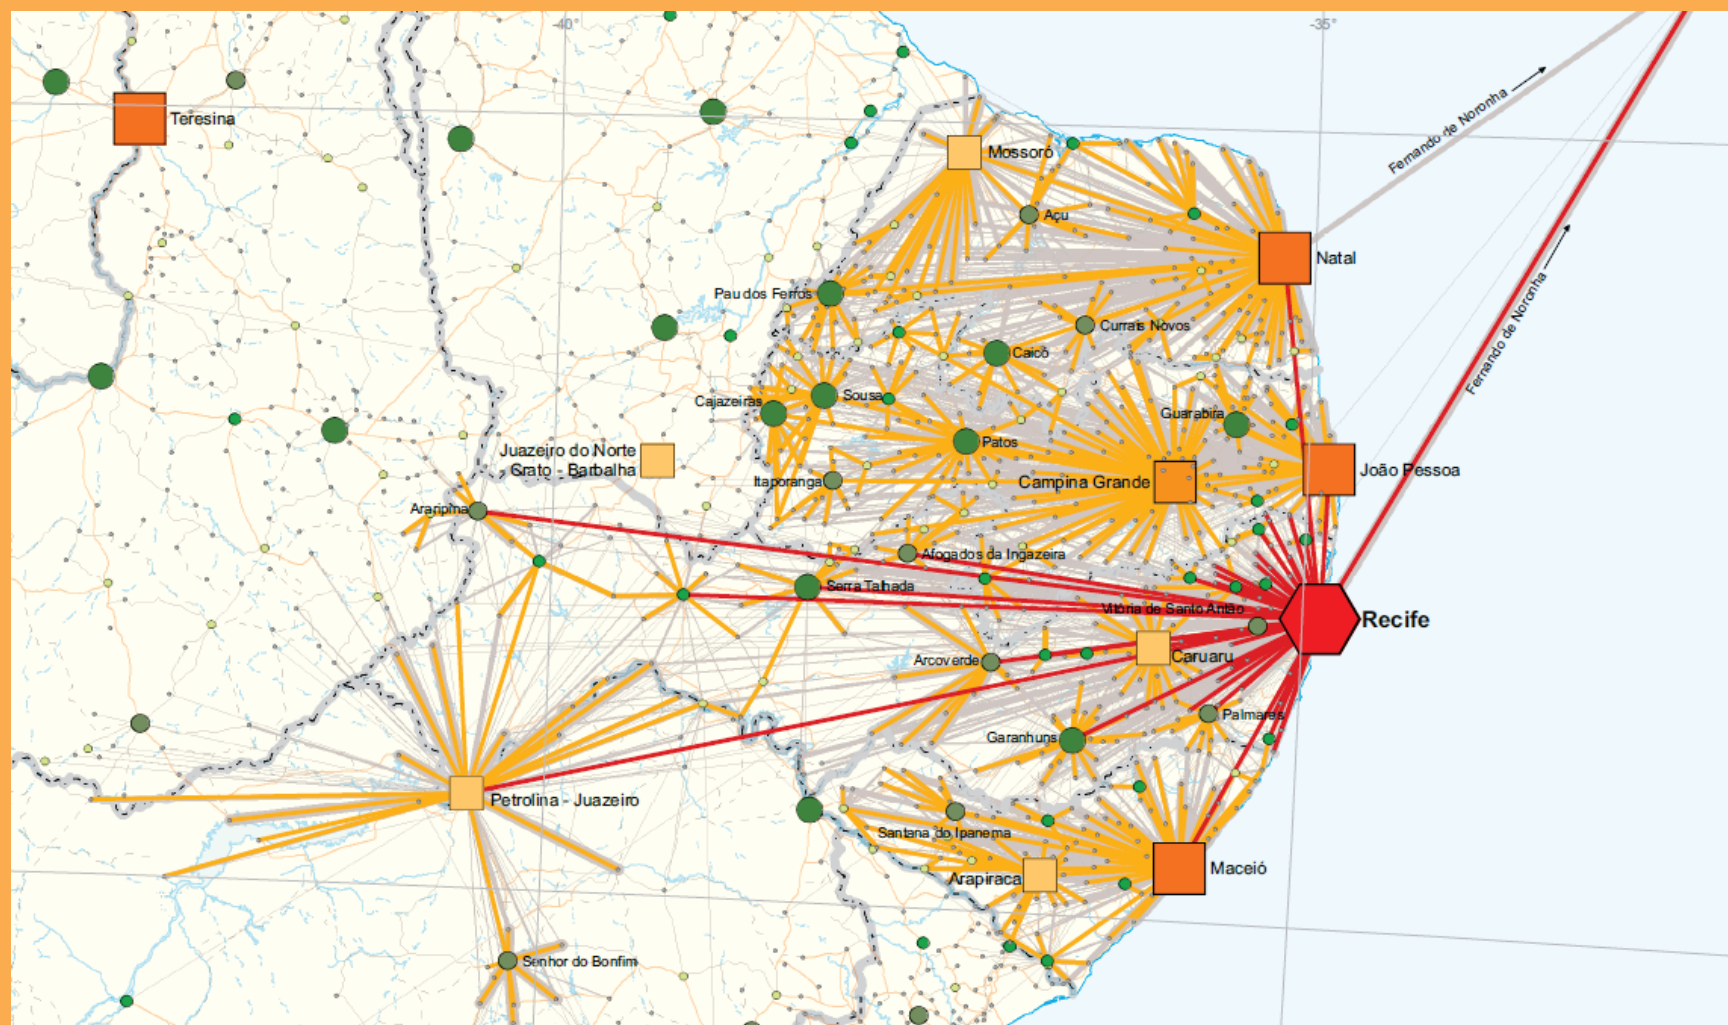 -40°
-35°
Teresina
Mossoró
Fernando de Noronha
Açu
Natal
Pau dos Ferros
Fernando de Noronha
Currais Novos
Caicó
Cajazeiras
Sousa
Guarabira
Patos
Juazeiro do Norte
Crato - Barbalha
João Pessoa
Itaporanga
Campina Grande
Araripina
Afogados da Ingazeira
Serra Talhada
Vitória de Santo Antão
Recife
Arcoverde
Caruaru
Palmares
Garanhuns
Petrolina - Juazeiro
Santana do Ipanema
Maceió
Arapiraca
Senhor do Bonfim